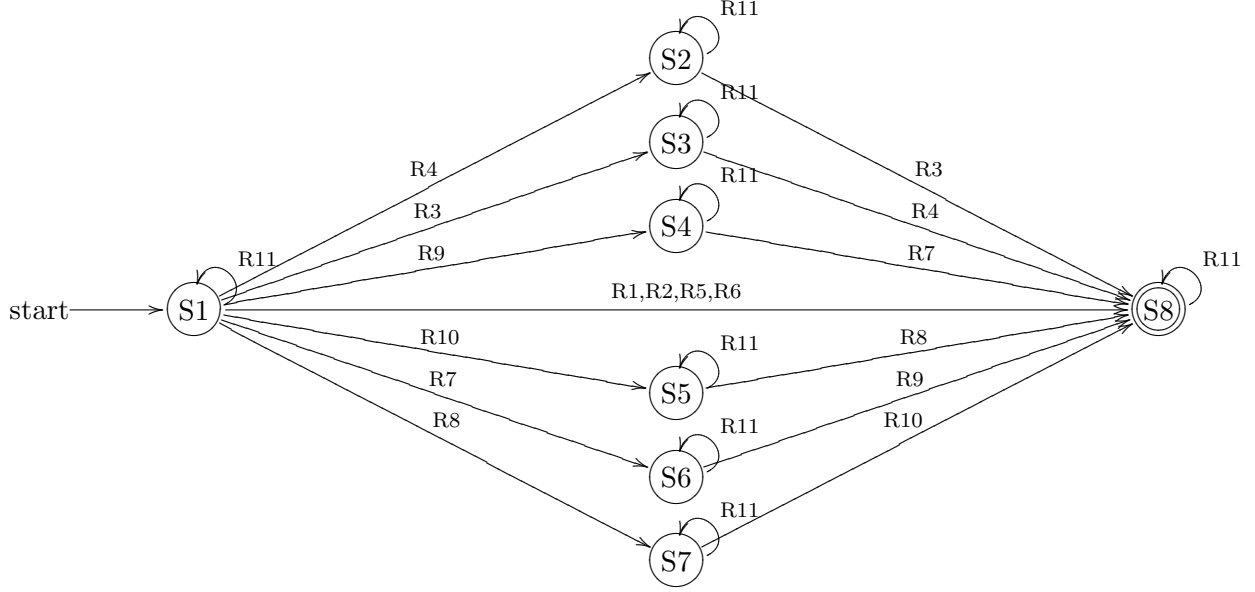 R11
S2
R11
S3
R4
R3
R11
R3
R4
S4
R9
R7
R11
R11
start
S1
R1,R2,R5,R6
S8
R10
R11
R8
S5
R7
R9
R8
R11
R10
S6
R11
S7